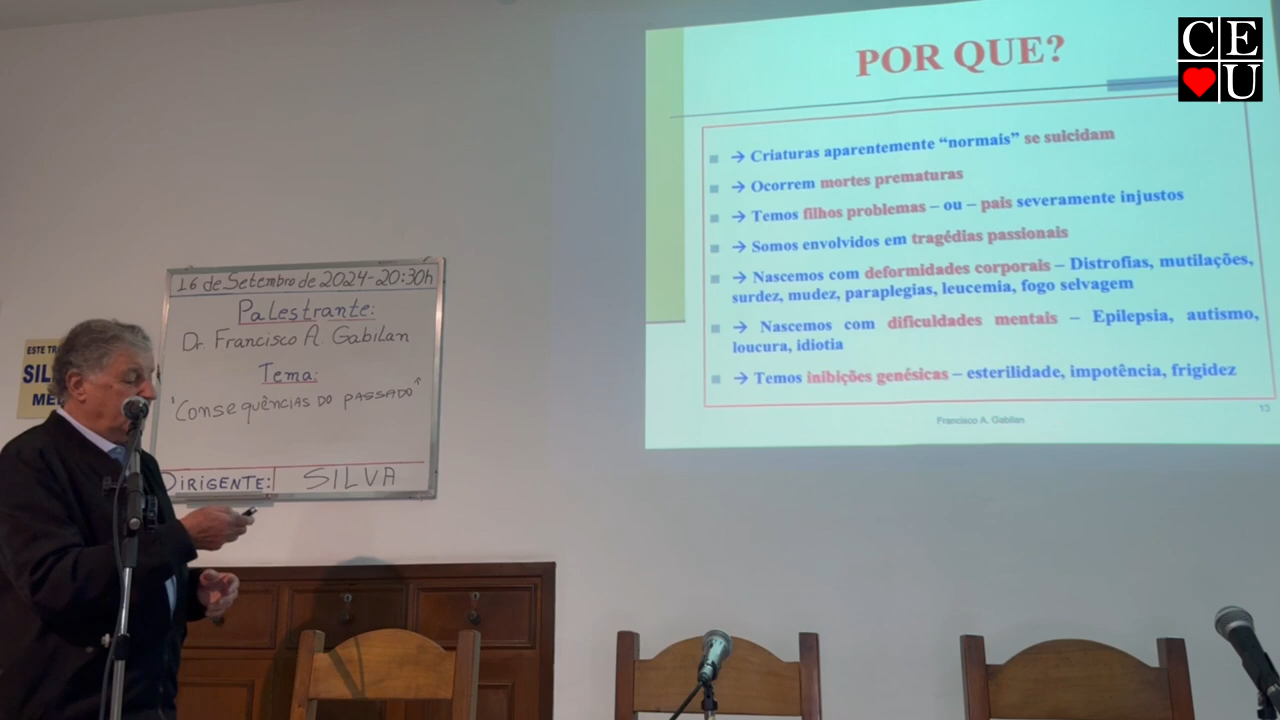 CE
U
POR QUE?
→ Criaturas aparentemente “normais” se suicidam
→ Ocorrem mortes prematuras
→ Temos filhos problemas – ou – pais severamente injustos
→ Somos envolvidos em tragédias passionais
→ Nascemos com deformidades corporais – Distrofias, mutilações,
surdez, mudez, paraplegias, leucemia, fogo selvagem
→ Nascemos com dificuldades mentais – Epilepsia, autismo,
loucura, idiotia
→ Temos inibições genésicas – esterilidade, impotência, frigidez
Francisco A. Gabilan
13
16 de Setembro de 2024-20:30h
Palestrante:
Dr. Francisco A. Gabilan
Tema:
"Consequências do passado"
Dirigente: SILVA
ESTE
SIL
ME